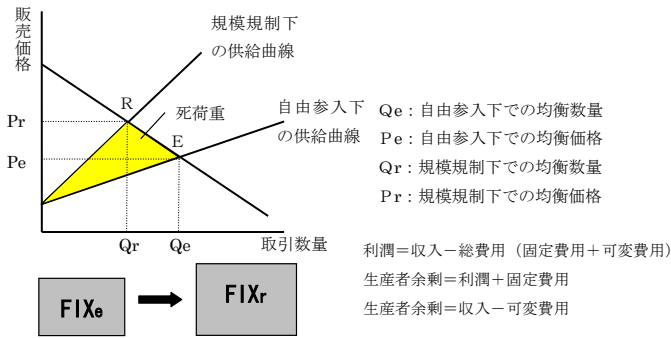 販売価格
規模規制下
の供給曲線
R
死荷重
自由参入下
の供給曲線
Pr
E
Pe
Qr
Qe
取引数量
Qe：自由参入下での均衡数量
Pe：自由参入下での均衡価格
Qr：規模規制下での均衡数量
Pr：規模規制下での均衡価格
利潤＝収入－総費用（固定費用＋可変費用）
生産者余剰＝利潤＋固定費用
生産者余剰＝収入－可変費用
FIXe
FIXr